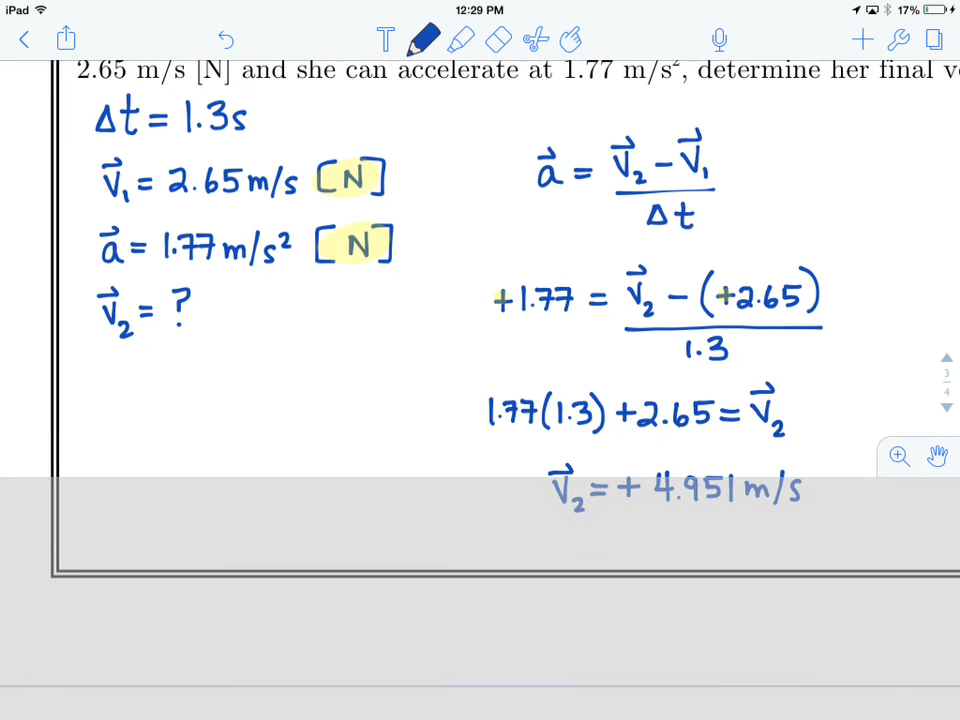 iPad 12:29 PM 17%
T
2.65 m/s [N] and she can accelerate at 1.77 m/s², determine her final
Δt = 1.3s
v⃗₁ = 2.65 m/s [N]
a⃗ = 1.77 m/s² [N]
v⃗₂ = ?
a⃗ = v⃗₂ − v⃗₁
Δt
+1.77 = v⃗₂ − (+2.65)
1.3
1.77(1.3) +2.65 = v⃗₂
v⃗₂ = + 4.951 m/s
3
4